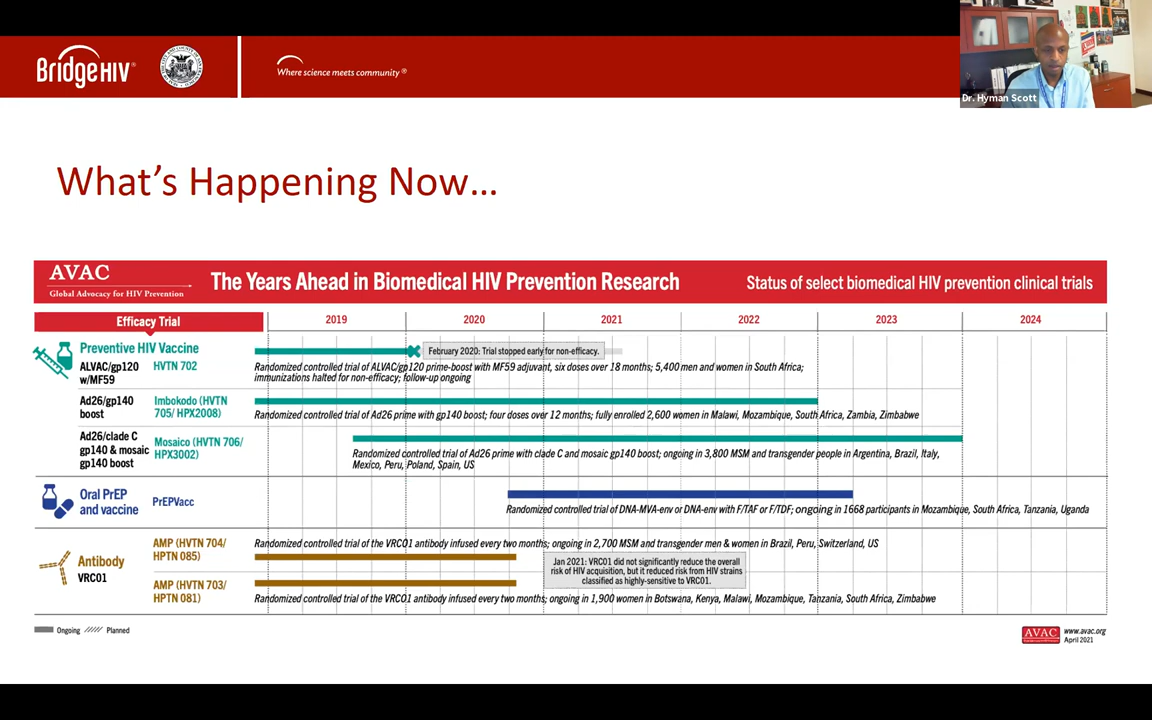 BridgeHIV®
Where science meets community®
Dr. Hyman Scott
What's Happening Now...
AVAC
Global Advocacy for HIV Prevention
The Years Ahead in Biomedical HIV Prevention Research
Status of select biomedical HIV prevention clinical trials
Efficacy Trial
2019 2020 2021 2022 2023 2024
Preventive HIV Vaccine
ALVAC/gp120
w/MF59
HVTN 702
February 2020: Trial stopped early for non-efficacy.
Randomized controlled trial of ALVAC/gp120 prime-boost with MF59 adjuvant, six doses over 18 months; 5,400 men and women in South Africa;
immunizations halted for non-efficacy; follow-up ongoing
Ad26/gp140
boost
Imbokodo (HVTN
705/ HPX2008)
Randomized controlled trial of Ad26 prime with gp140 boost; four doses over 12 months; fully enrolled 2,600 women in Malawi, Mozambique, South Africa, Zambia, Zimbabwe
Ad26/clade C
gp140 & mosaic
gp140 boost
Mosaico (HVTN 706/
HPX3002)
Randomized controlled trial of Ad26 prime with clade C and mosaic gp140 boost; ongoing in 3,800 MSM and transgender people in Argentina, Brazil, Italy,
Mexico, Peru, Poland, Spain, US
Oral PrEP
and vaccine
PrEPVacc
Randomized controlled trial of DNA-MVA-env or DNA-env with F/TAF or F/TDF; ongoing in 1668 participants in Mozambique, South Africa, Tanzania, Uganda
Antibody
VRC01
AMP (HVTN 704/
HPTN 085)
Randomized controlled trial of the VRC01 antibody infused every two months; ongoing in 2,700 MSM and transgender men & women in Brazil, Peru, Switzerland, US
Jan 2021: VRC01 did not significantly reduce the overall
risk of HIV acquisition, but it reduced risk from HIV strains
classified as highly-sensitive to VRC01.
AMP (HVTN 703/
HPTN 081)
Randomized controlled trial of the VRC01 antibody infused every two months; ongoing in 1,900 women in Botswana, Kenya, Malawi, Mozambique, Tanzania, South Africa, Zimbabwe
Ongoing Planned
AVAC
www.avac.org
April 2021